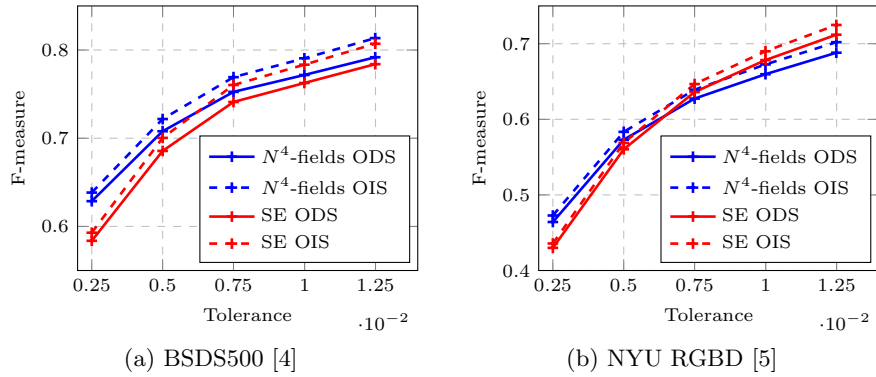 0.8
0.7
0.6
F-measure
0.25 0.5 0.75 1 1.25
Tolerance
·10⁻²
N⁴-fields ODS
N⁴-fields OIS
SE ODS
SE OIS
(a) BSDS500 [4]
0.7
0.6
0.5
0.4
F-measure
0.25 0.5 0.75 1 1.25
Tolerance
·10⁻²
N⁴-fields ODS
N⁴-fields OIS
SE ODS
SE OIS
(b) NYU RGBD [5]